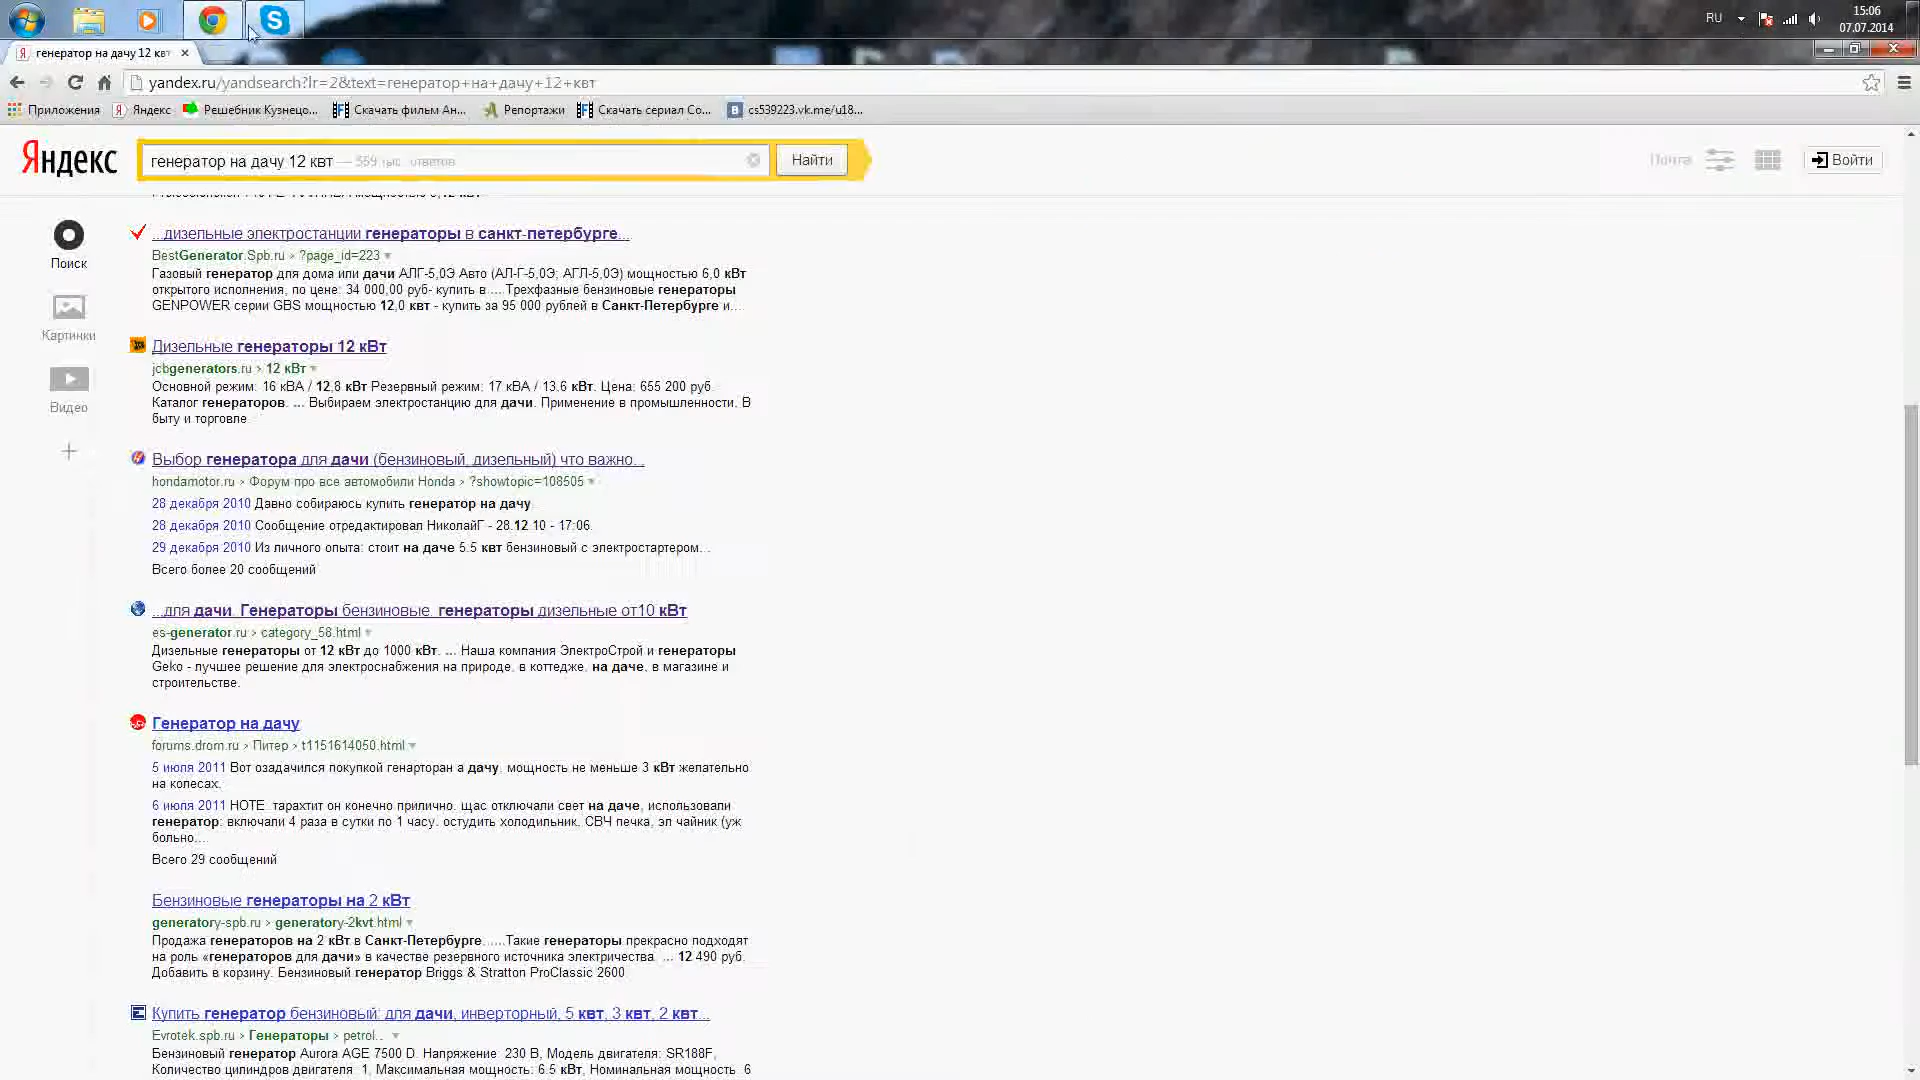 RU
15:06
07.07.2014
генератор на дачу 12 квт
yandex.ru/yandsearch?lr=2&text=генератор+на+дачу+12+квт
Приложения
Яндекс
Решебник Кузнецо...
Скачать фильм Ан...
Репортажи
Скачать сериал Co...
cs539223.vk.me/u18...
Яндекс
генератор на дачу 12 квт — 559 тыс. ответов
Найти
Почта
Войти
Поиск
Картинки
Видео
...дизельные электростанции генераторы в санкт-петербурге...
BestGenerator.Spb.ru › ?page_id=223
Газовый генератор для дома или дачи АЛГ-5,0Э Авто (АЛ-Г-5,0Э; АГЛ-5,0Э) мощностью 6,0 кВт
открытого исполнения, по цене: 34 000,00 руб- купить в.....Трехфазные бензиновые генераторы
GENPOWER серии GBS мощностью 12,0 квт - купить за 95 000 рублей в Санкт-Петербурге и...
Дизельные генераторы 12 кВт
jcbgenerators.ru › 12 кВт
Основной режим: 16 кВА / 12,8 кВт Резервный режим: 17 кВА / 13,6 кВт. Цена: 655 200 руб.
Каталог генераторов. ... Выбираем электростанцию для дачи. Применение в промышленности, В
быту и торговле.
Выбор генератора для дачи (бензиновый, дизельный) что важно...
hondamotor.ru › Форум про все автомобили Honda › ?showtopic=108505
28 декабря 2010 Давно собираюсь купить генератор на дачу.
28 декабря 2010 Сообщение отредактировал НиколайГ - 28.12.10 - 17:06.
29 декабря 2010 Из личного опыта: стоит на даче 5.5 квт бензиновый с электростартером...
Всего более 20 сообщений
...для дачи. Генераторы бензиновые, генераторы дизельные от10 кВт
es-generator.ru › category_58.html
Дизельные генераторы от 12 кВт до 1000 кВт. ... Наша компания ЭлектроСтрой и генераторы
Geko - лучшее решение для электроснабжения на природе, в коттедже, на даче, в магазине и
строительстве.
Генератор на дачу
forums.drom.ru › Питер › t1151614050.html
5 июля 2011 Вот озадачился покупкой генарторан а дачу, мощность не меньше 3 кВт желательно
на колесах.
6 июля 2011 НОТЕ, тарахтит он конечно прилично, щас отключали свет на даче, использовали
генератор: включали 4 раза в сутки по 1 часу, остудить холодильник, СВЧ печка, эл чайник (уж
больно....
Всего 29 сообщений
Бензиновые генераторы на 2 кВт
generatory-spb.ru › generatory-2kvt.html
Продажа генераторов на 2 кВт в Санкт-Петербурге......Такие генераторы прекрасно подходят
на роль «генераторов для дачи» в качестве резервного источника электричества. ... 12 490 руб.
Добавить в корзину. Бензиновый генератор Briggs & Stratton ProClassic 2600
Купить генератор бензиновый: для дачи, инверторный, 5 квт, 3 квт, 2 квт...
Evrotek.spb.ru › Генераторы › petrol...
Бензиновый генератор Aurora AGE 7500 D. Напряжение 230 В, Модель двигателя: SR188F,
Количество цилиндров двигателя 1, Максимальная мощность: 6.5 кВт, Номинальная мощность 6